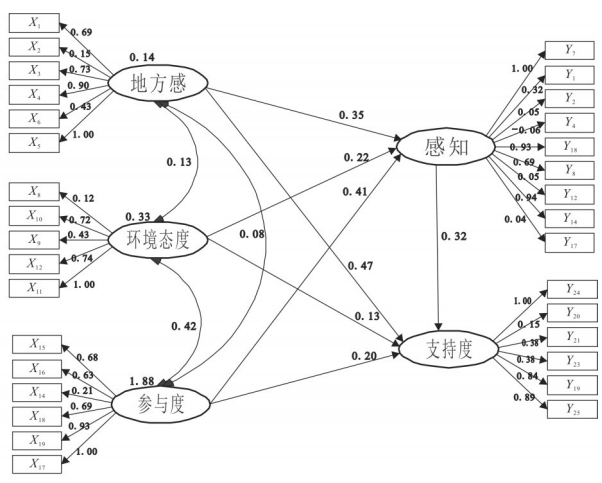 X₁
0.69
X₂
0.15
X₃
0.73
X₄
0.90
X₆
0.43
X₅
1.00
0.14
地方感
X₈
0.12
X₁₀
0.72
X₉
0.43
X₁₂
0.74
X₁₁
1.00
0.33
环境态度
X₁₅
0.68
X₁₆
0.63
X₁₄
0.21
X₁₈
0.69
X₁₉
0.93
X₁₇
1.00
1.88
参与度
0.13
0.08
0.42
0.35
0.22
0.41
0.47
0.13
0.20
0.32
感知
1.00
Y₇
0.32
Y₁
0.05
Y₂
-0.06
Y₄
0.93
Y₁₈
0.69
Y₈
0.05
Y₁₂
0.94
Y₁₄
0.04
Y₁₇
支持度
1.00
Y₂₄
0.15
Y₂₀
0.38
Y₂₁
0.38
Y₂₃
0.84
Y₁₉
0.89
Y₂₅